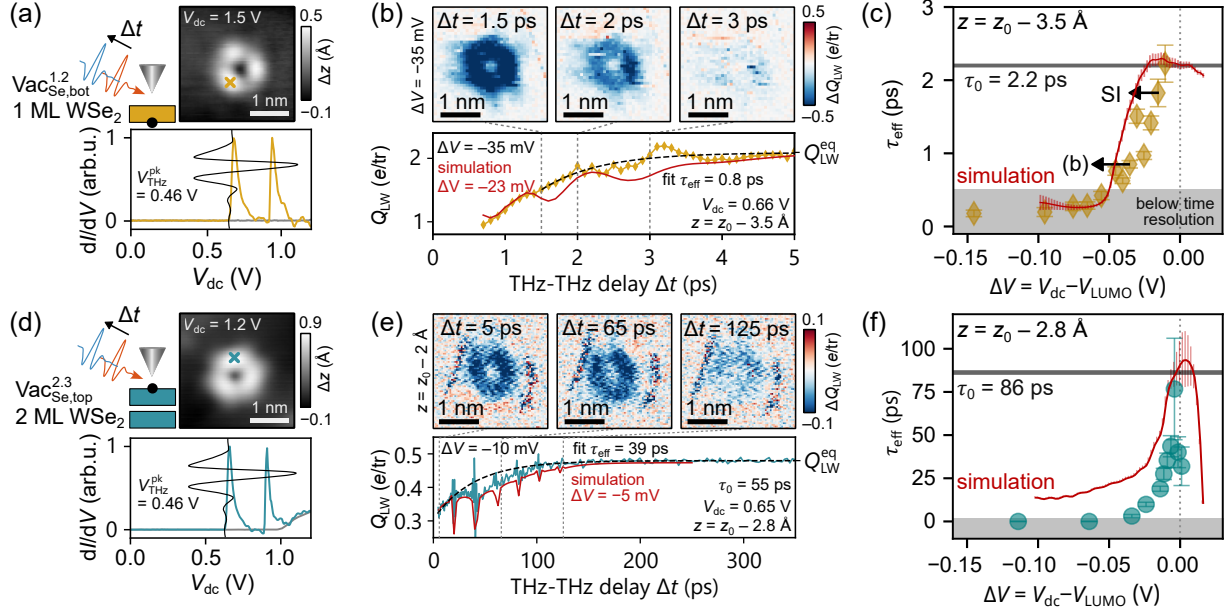 (a)
Δt
V_dc = 1.5 V
1 nm
0.5
Δz (Å)
−0.1
Vac^1.2_Se,bot
1 ML WSe₂
dI/dV (arb.u.)
1
0
V^pk_THz
= 0.46 V
0.0
0.5
1.0
V_dc (V)
(b)
ΔV = −35 mV
Δt = 1.5 ps
1 nm
Δt = 2 ps
1 nm
Δt = 3 ps
1 nm
0.5
ΔQ_LW (e/tr)
−0.5
Q_LW (e/tr)
2
1
ΔV = −35 mV
simulation
ΔV = −23 mV
fit τ_eff = 0.8 ps
V_dc = 0.66 V
z = z₀ − 3.5 Å
Q^eq_LW
0
1
2
3
4
5
THz-THz delay Δt (ps)
(c)
z = z₀ − 3.5 Å
τ₀ = 2.2 ps
SI
(b)
simulation
below time
resolution
τ_eff (ps)
3
2
1
0
−0.15
−0.10
−0.05
0.00
ΔV = V_dc−V_LUMO (V)
(d)
Δt
V_dc = 1.2 V
1 nm
0.9
Δz (Å)
−0.1
Vac^2.3_Se,top
2 ML WSe₂
dI/dV (arb.u.)
1
0
V^pk_THz
= 0.46 V
0.0
0.5
1.0
V_dc (V)
(e)
z = z₀ − 2 Å
Δt = 5 ps
1 nm
Δt = 65 ps
1 nm
Δt = 125 ps
1 nm
0.1
ΔQ_LW (e/tr)
−0.1
Q_LW (e/tr)
0.5
0.4
0.3
ΔV = −10 mV
fit τ_eff = 39 ps
simulation
ΔV = −5 mV
τ₀ = 55 ps
V_dc = 0.65 V
z = z₀ − 2.8 Å
Q^eq_LW
0
100
200
300
THz-THz delay Δt (ps)
(f)
z = z₀ − 2.8 Å
τ₀ = 86 ps
simulation
τ_eff (ps)
100
75
50
25
0
−0.15
−0.10
−0.05
0.00
ΔV = V_dc−V_LUMO (V)